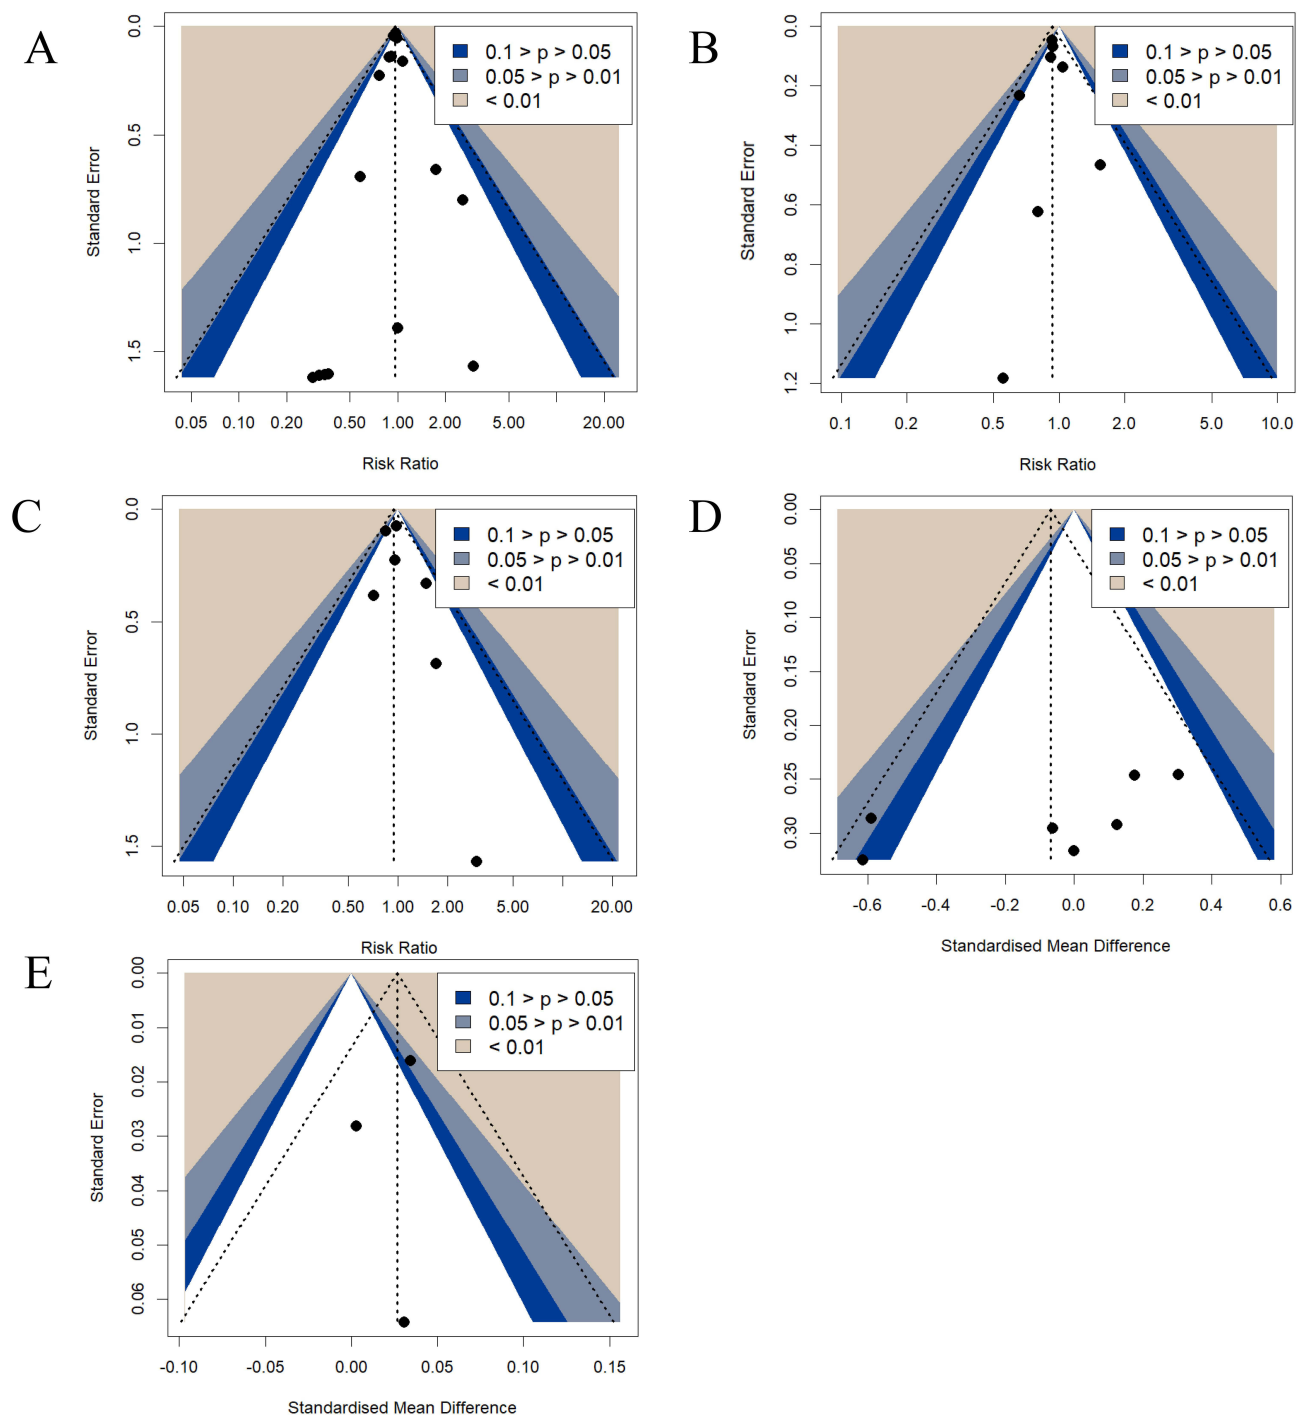 A
0.0
0.5
1.0
1.5
Standard Error
0.1 > p > 0.05
0.05 > p > 0.01
< 0.01
0.05 0.10 0.20 0.50 1.00 2.00 5.00 20.00
Risk Ratio
B
0.0
0.2
0.4
0.6
0.8
1.0
1.2
Standard Error
0.1 > p > 0.05
0.05 > p > 0.01
< 0.01
0.1 0.2 0.5 1.0 2.0 5.0 10.0
Risk Ratio
C
0.0
0.5
1.0
1.5
Standard Error
0.1 > p > 0.05
0.05 > p > 0.01
< 0.01
0.05 0.10 0.20 0.50 1.00 2.00 5.00 20.00
Risk Ratio
D
0.00
0.05
0.10
0.15
0.20
0.25
0.30
Standard Error
0.1 > p > 0.05
0.05 > p > 0.01
< 0.01
-0.6 -0.4 -0.2 0.0 0.2 0.4 0.6
Standardised Mean Difference
E
0.00
0.01
0.02
0.03
0.04
0.05
0.06
Standard Error
0.1 > p > 0.05
0.05 > p > 0.01
< 0.01
-0.10 -0.05 0.00 0.05 0.10 0.15
Standardised Mean Difference